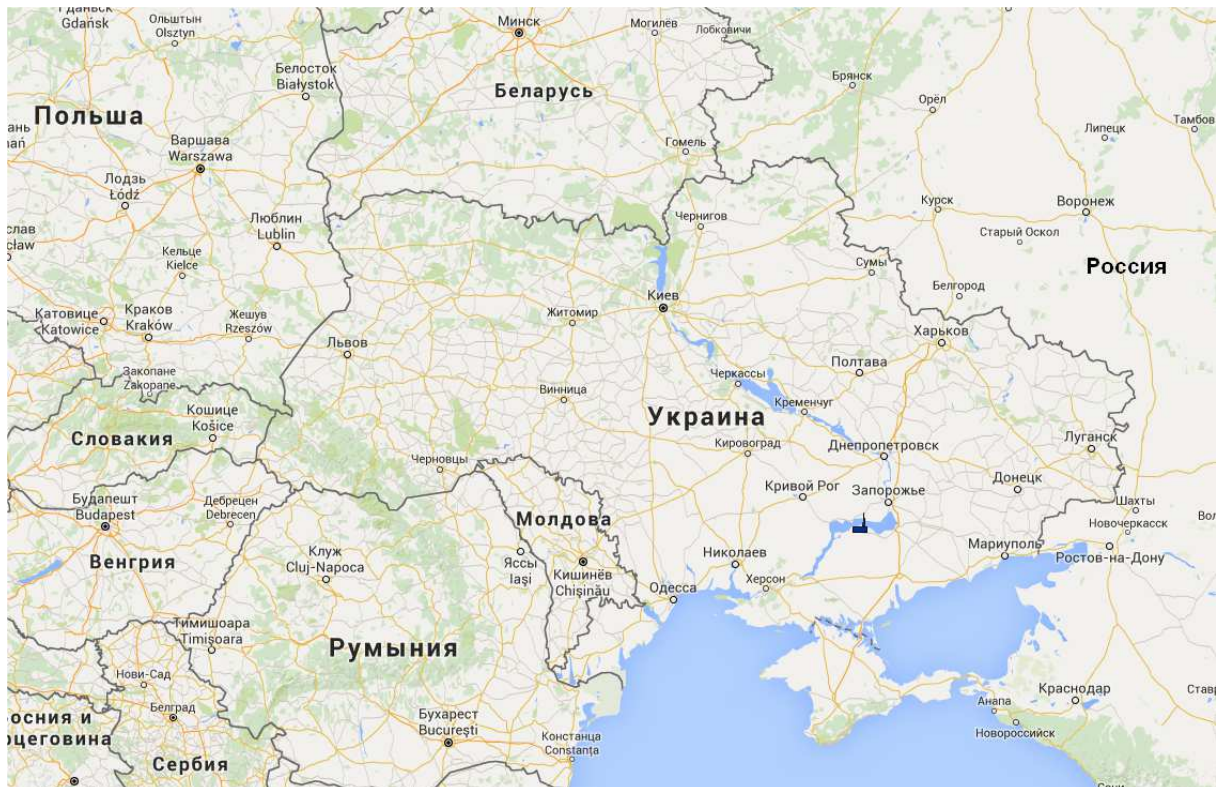 Гданьск
Gdańsk
Ольштын
Olsztyn
Минск
Могилёв
Лобковичи
Белосток
Białystok
Беларусь
Брянск
Орёл
Тамбов
Липецк
Польша
Варшава
Warszawa
Гомель
Лодзь
Łódź
Люблин
Lublin
Чернигов
Курск
Воронеж
Старый Оскол
Кельце
Kielce
Сумы
Россия
Белгород
Киев
Катовице
Katowice
Краков
Kraków
Жешув
Rzeszów
Житомир
Харьков
Львов
Полтава
Закопане
Zakopane
Черкассы
Винница
Кременчуг
Кошице
Košice
Украина
Словакия
Кировоград
Днепропетровск
Луганск
Черновцы
Донецк
Кривой Рог
Запорожье
Шахты
Будапешт
Budapest
Дебрецен
Debrecen
Молдова
Новочеркасск
Венгрия
Клуж
Cluj-Napoca
Яссы
Iași
Кишинёв
Chișinău
Николаев
Мариуполь
Ростов-на-Дону
Херсон
Одесса
Тимишоара
Timișoara
Румыния
Нови-Сад
Белград
Краснодар
Анапа
Новороссийск
Бухарест
București
Констанца
Constanța
Сербия